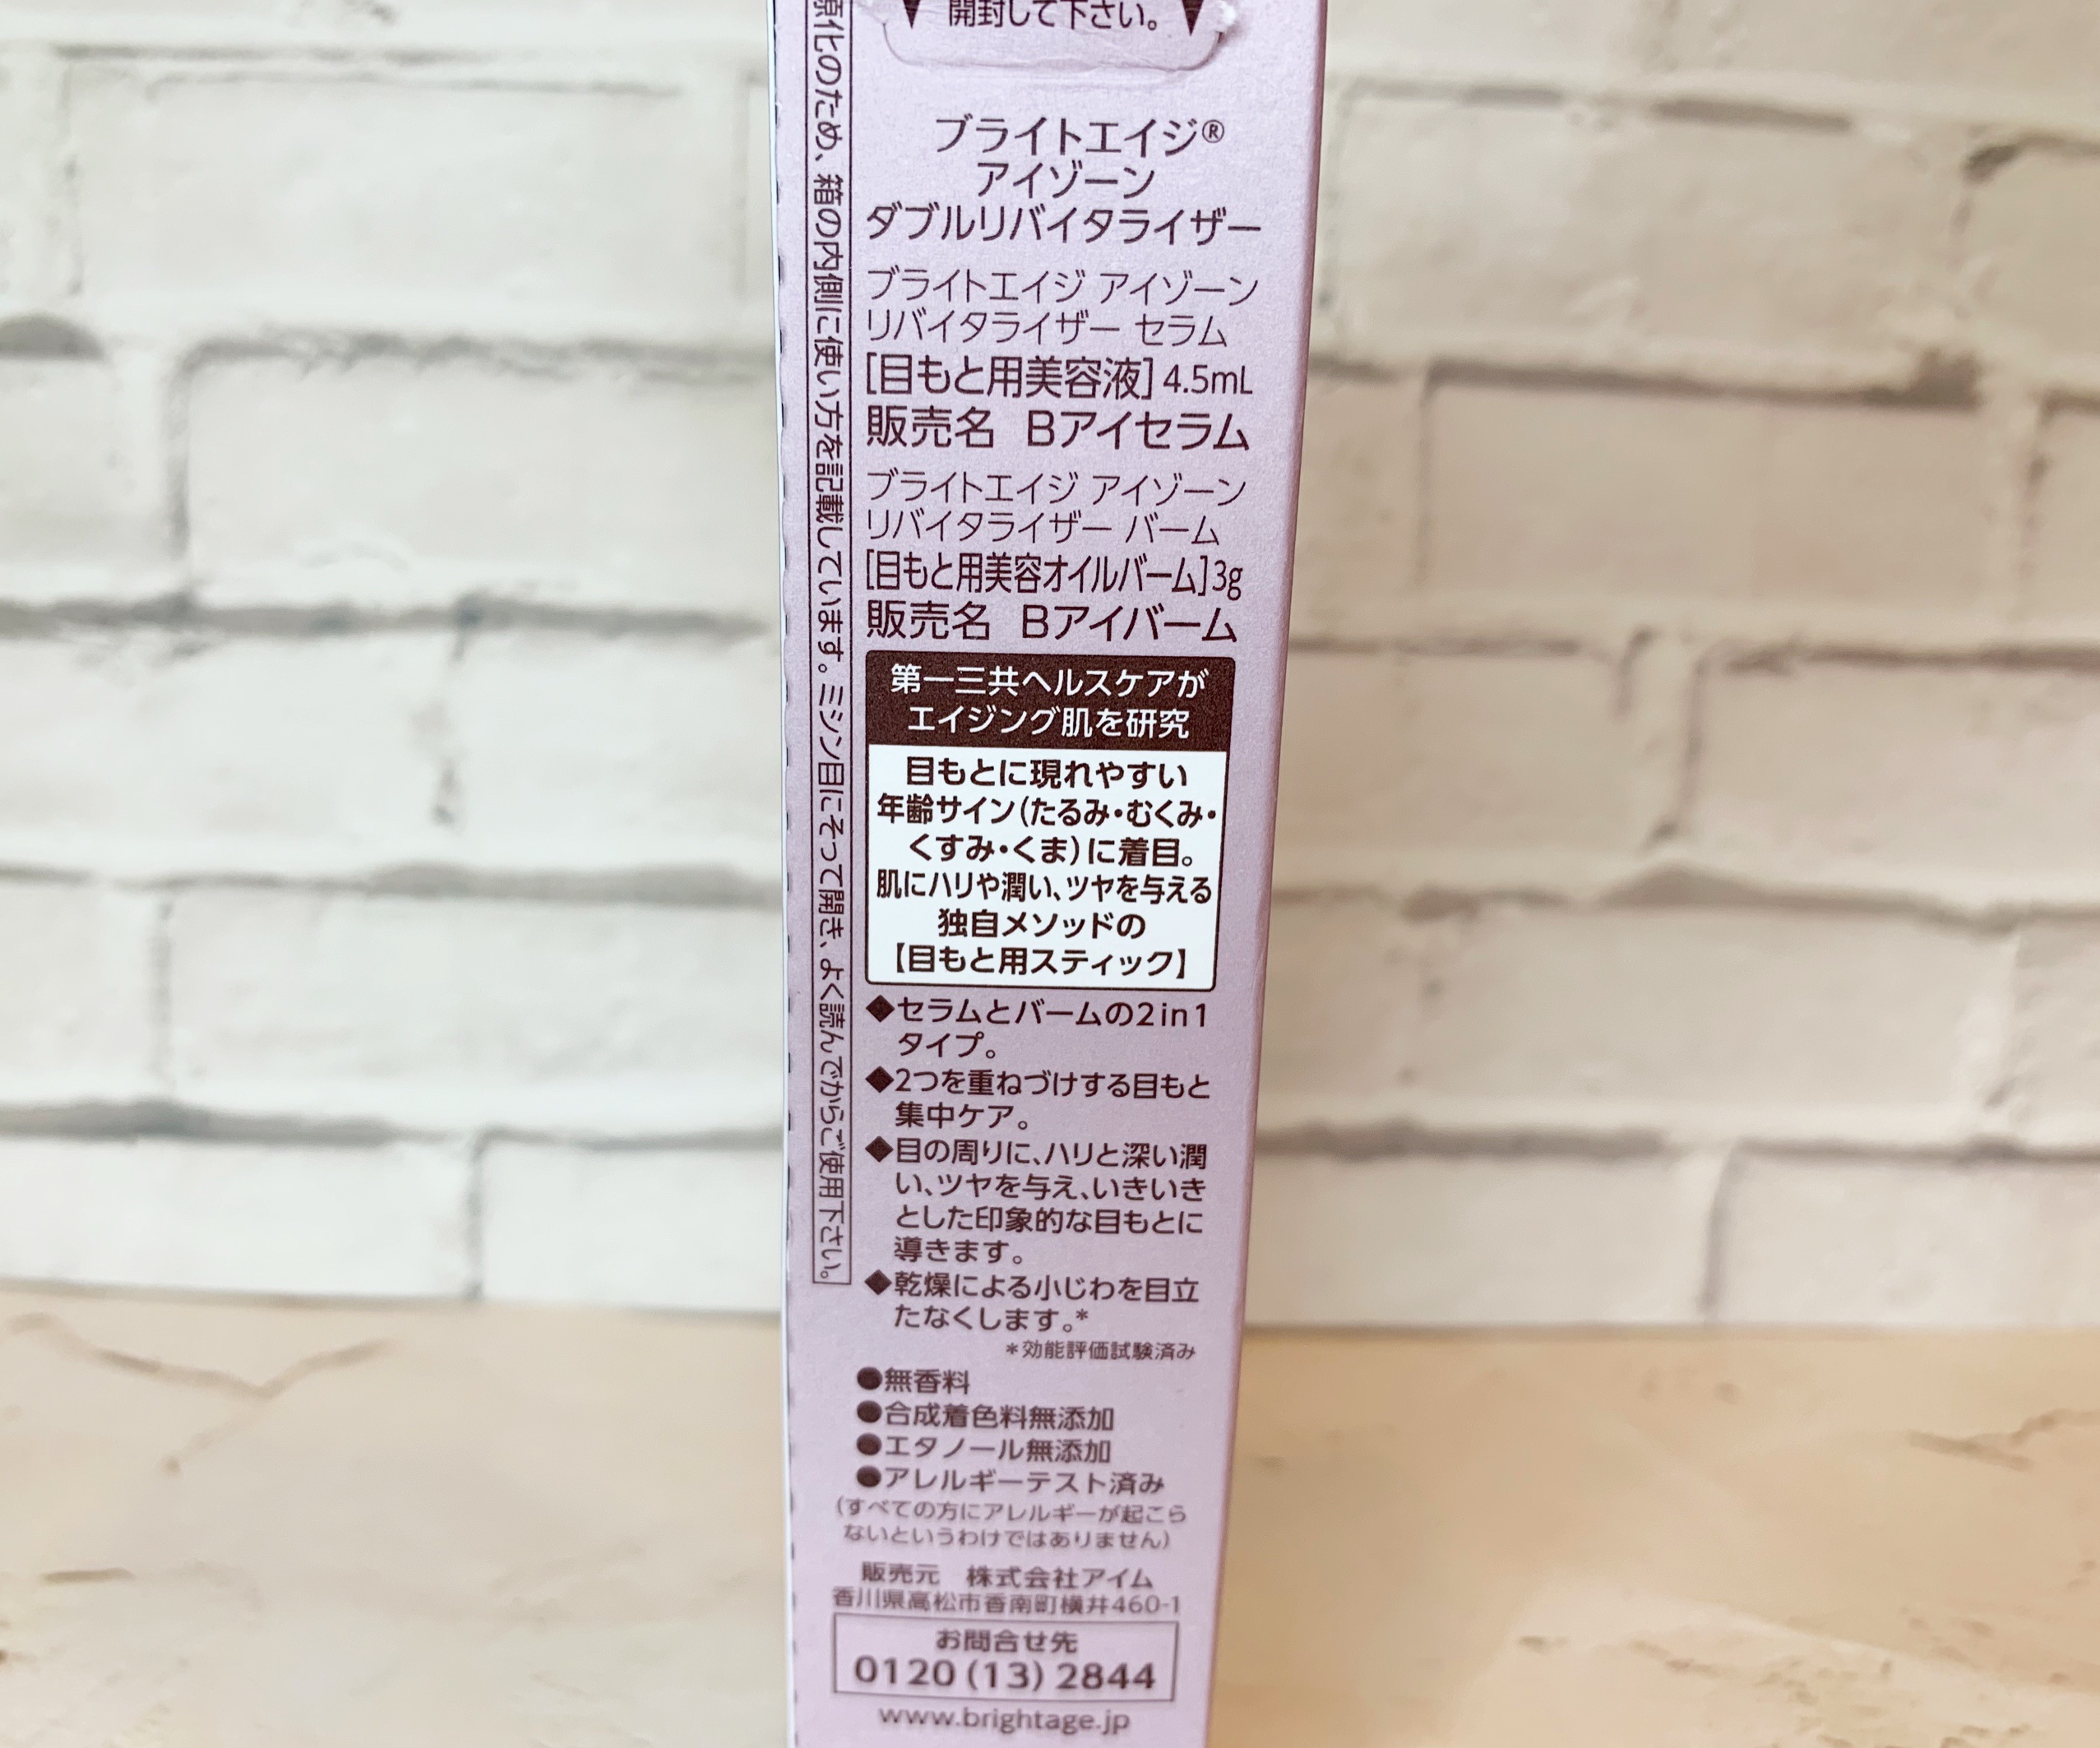 開封して下さい。
ブライトエイジ®
アイゾーン
ダブルリバイタライザー
ブライトエイジ アイゾーン
リバイタライザー セラム
[目もと用美容液]4.5mL
販売名 Bアイセラム
ブライトエイジ アイゾーン
リバイタライザー バーム
[目もと用美容オイルバーム]3g
販売名 Bアイバーム
第一三共ヘルスケアが
エイジング肌を研究
目もとに現れやすい
年齢サイン(たるみ・むくみ・
くすみ・くま)に着目。
肌にハリや潤い、ツヤを与える
独自メソッドの
【目もと用スティック】
◆セラムとバームの2in1
タイプ。
◆2つを重ねづけする目もと
集中ケア。
◆目の周りに、ハリと深い潤
い、ツヤを与え、いきいき
とした印象的な目もとに
導きます。
◆乾燥による小じわを目立
たなくします。*
*効能評価試験済み
●無香料
●合成着色料無添加
●エタノール無添加
●アレルギーテスト済み
(すべての方にアレルギーが起こら
ないというわけではありません)
販売元 株式会社アイム
香川県高松市香南町横井460-1
お問合せ先
0120(13)2844
www.brightage.jp
源化のため、箱の内側に使い方を記載しています。ミシン目にそって開き、よく読んでからご使用下さい。